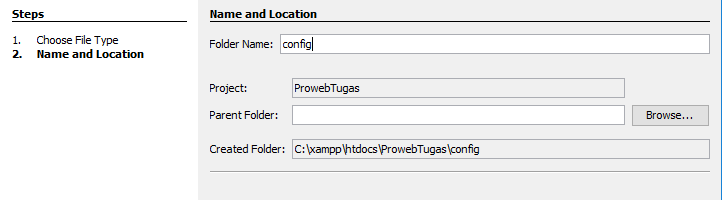 Steps
1. Choose File Type
2. Name and Location
Name and Location
Folder Name: config
Project: ProwebTugas
Parent Folder:
Browse...
Created Folder: C:\xampp\htdocs\ProwebTugas\config